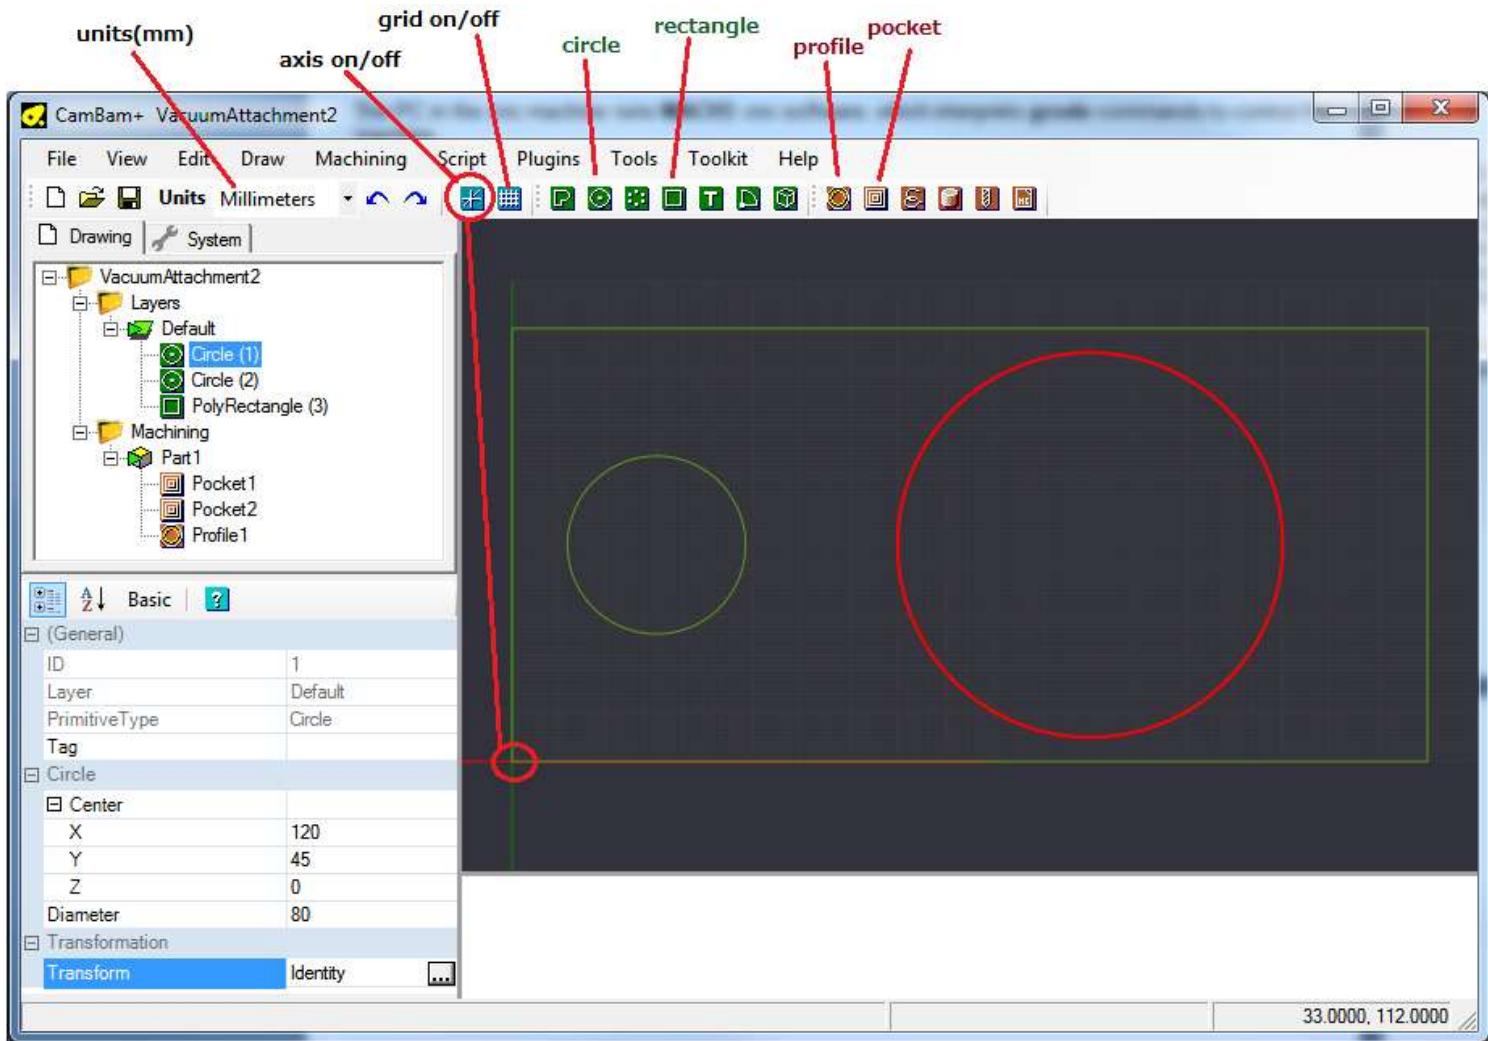 units(mm)
grid on/off
axis on/off
circle
rectangle
profile
pocket
CamBam+ VacuumAttachment2
File View Edit Draw Machining Script Plugins Tools Toolkit Help
Units Millimeters
Drawing System
VacuumAttachment2
Layers
Default
Circle (1)
Circle (2)
PolyRectangle (3)
Machining
Part1
Pocket1
Pocket2
Profile1
Basic
(General)
ID 1
Layer Default
PrimitiveType Circle
Tag
Circle
Center
X 120
Y 45
Z 0
Diameter 80
Transformation
Transform Identity ...
33.0000, 112.0000